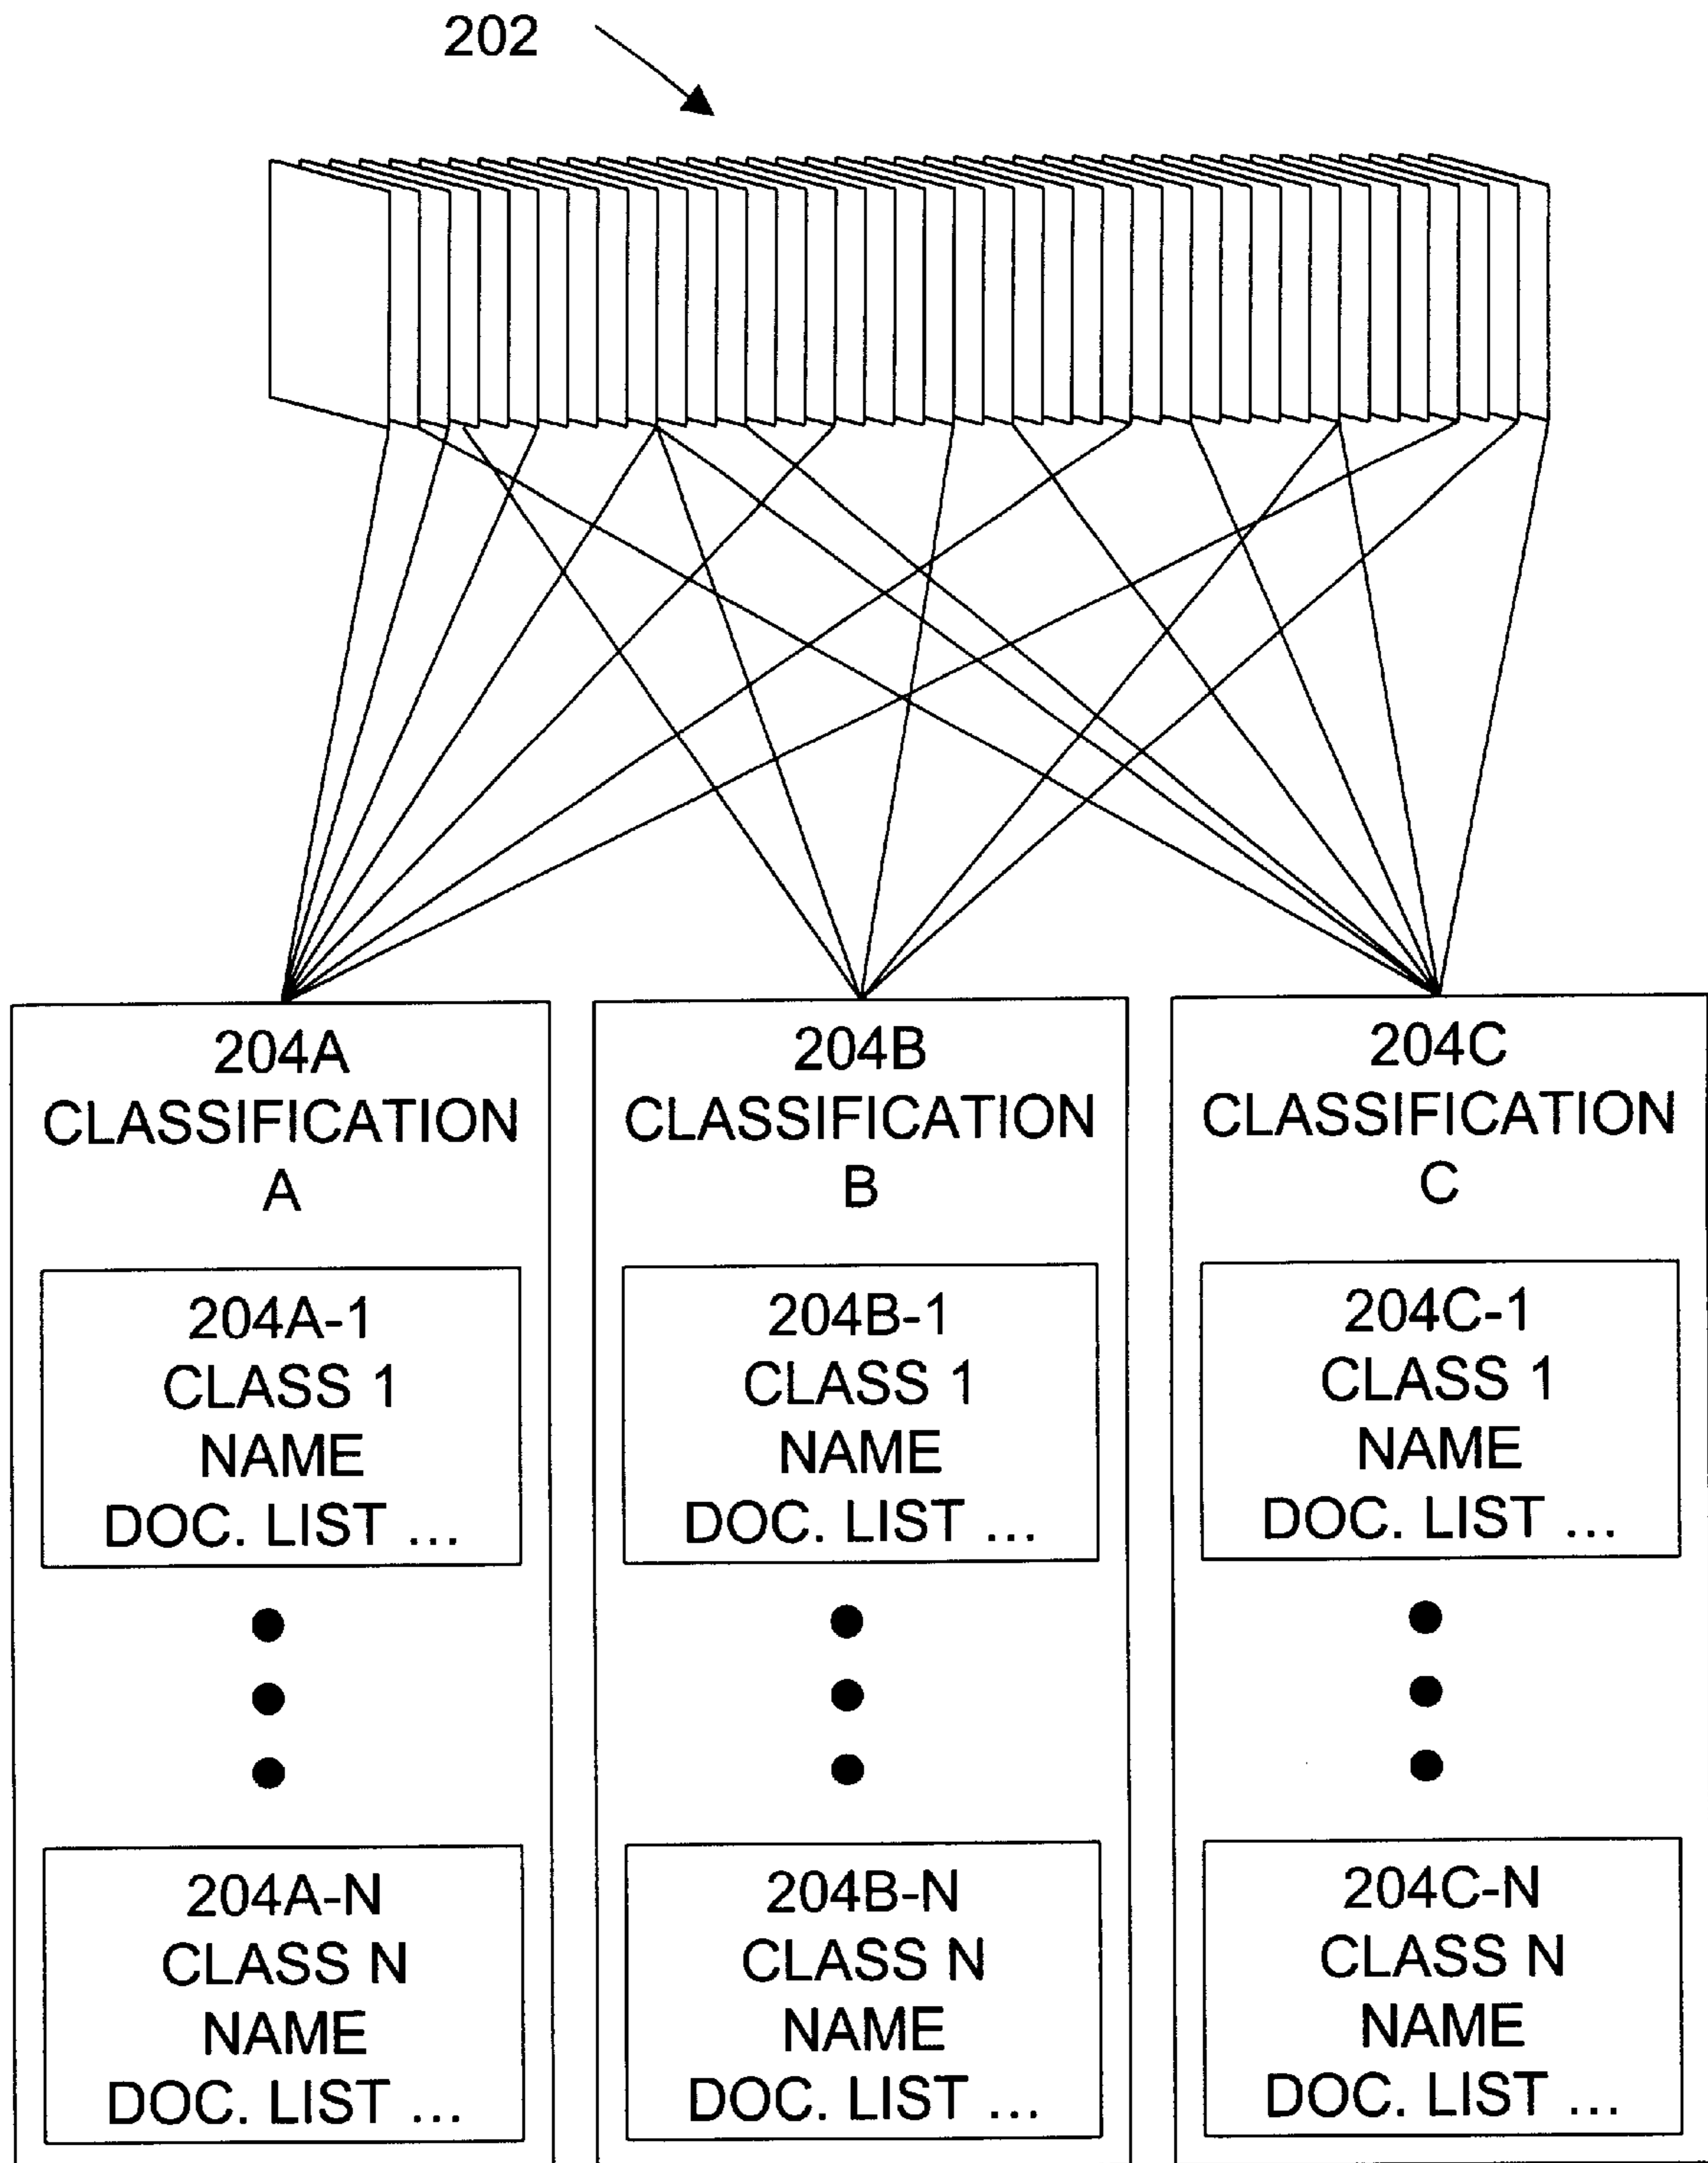 202
204A
CLASSIFICATION
A
204A-1
CLASS 1
NAME
DOC. LIST ...
204A-N
CLASS N
NAME
DOC. LIST ...
204B
CLASSIFICATION
B
204B-1
CLASS 1
NAME
DOC. LIST ...
204B-N
CLASS N
NAME
DOC. LIST ...
204C
CLASSIFICATION
C
204C-1
CLASS 1
NAME
DOC. LIST ...
204C-N
CLASS N
NAME
DOC. LIST ...